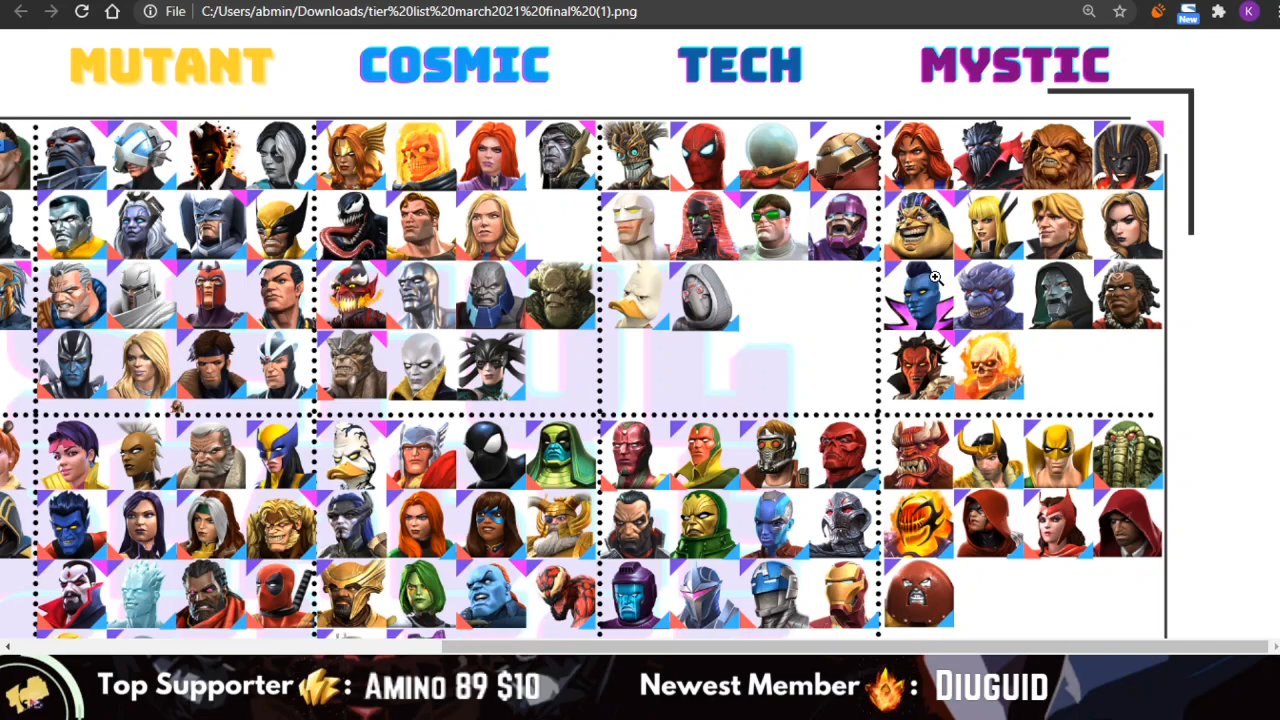 File
C:/Users/abmin/Downloads/tier%20list%20march2021%20final%20(1).png
New
K
MUTANT
COSMIC
TECH
MYSTIC
Top Supporter : Amino 89 $10
Newest Member : Diuguid